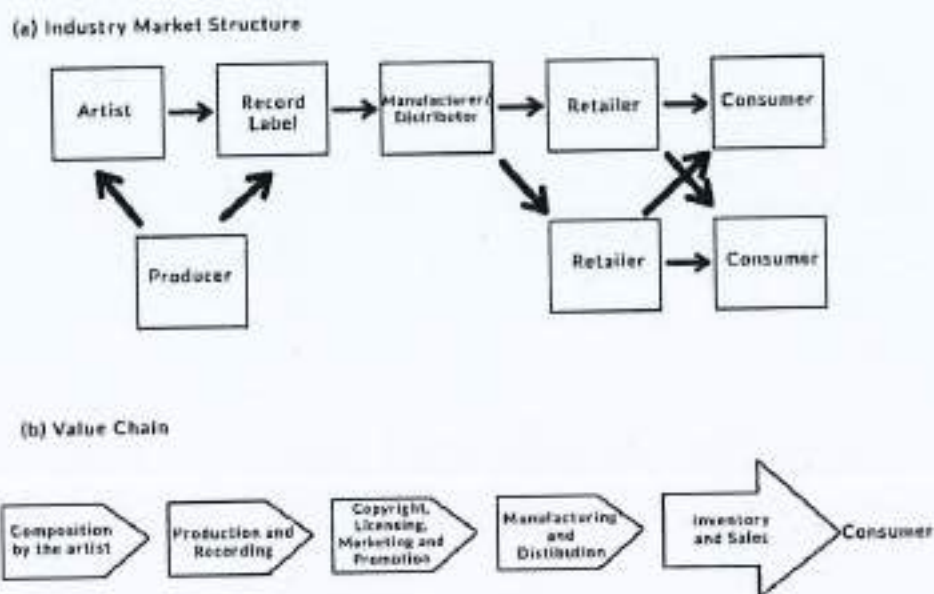 (a) Industry Market Structure
Artist
Record
Label
Manufacturer/
Distributor
Retailer
Consumer
Producer
Retailer
Consumer
(b) Value Chain
Composition
by the artist
Production and
Recording
Copyright,
Licensing,
Marketing and
Promotion
Manufacturing
and
Distibution
Inventory
and Sales
Consumer